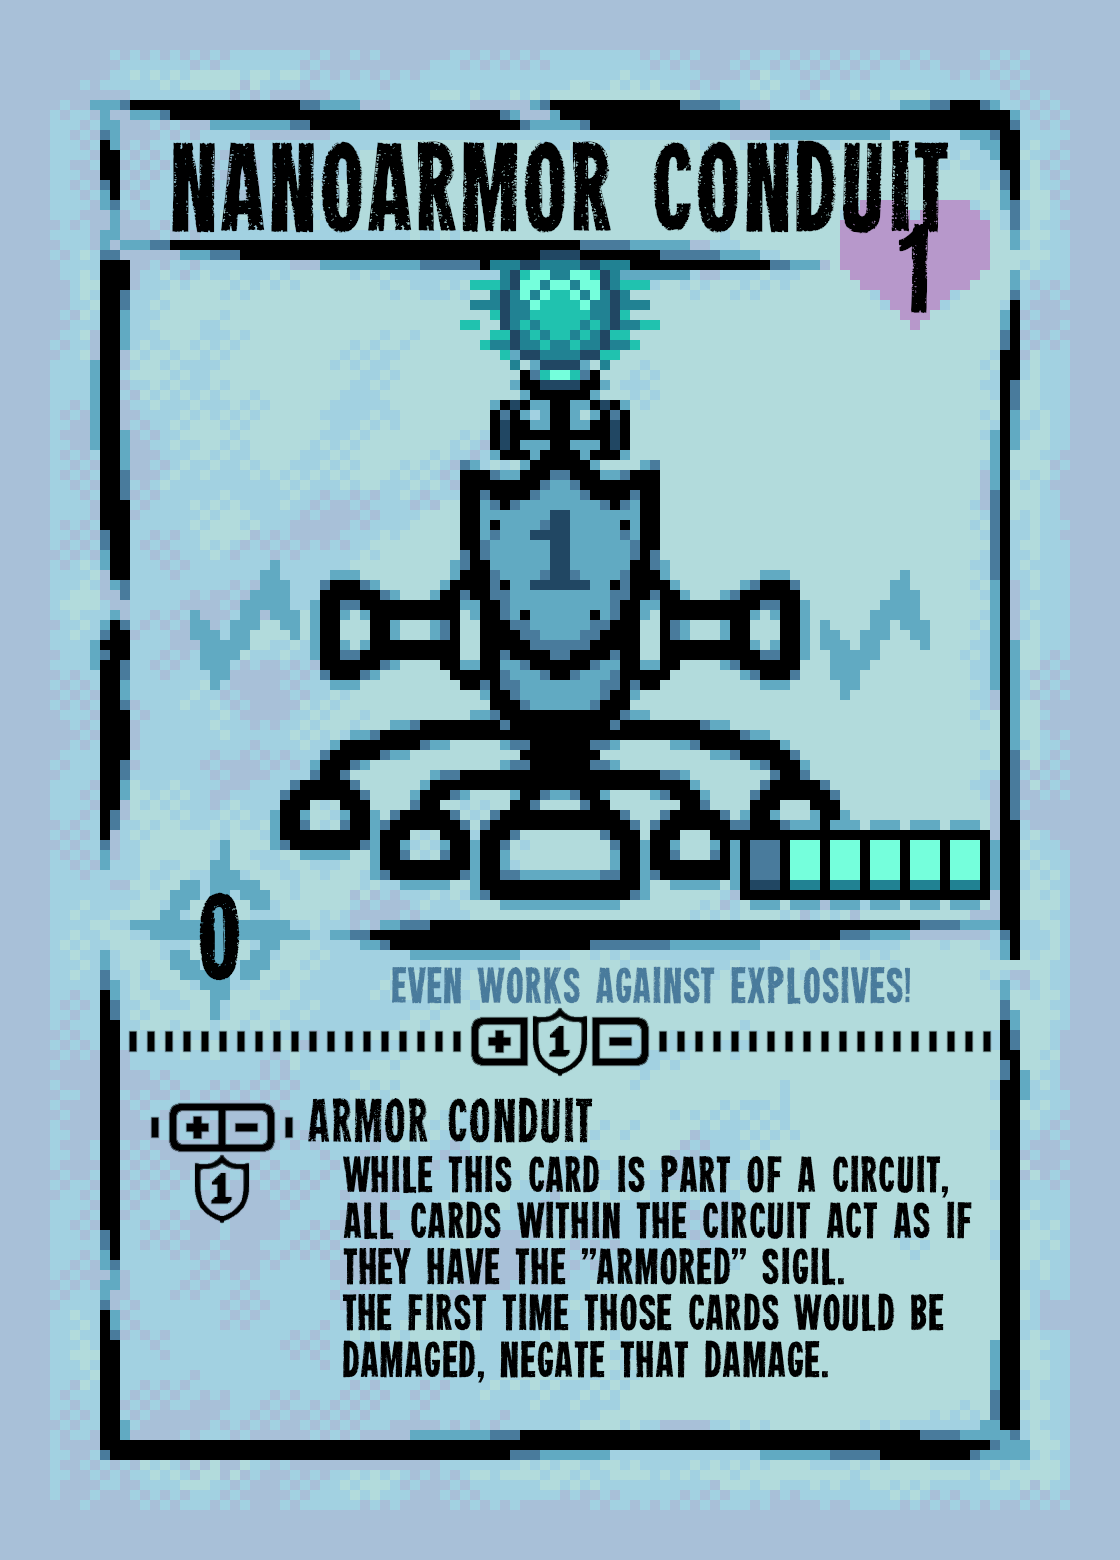 NANOARMOR CONDUIT
1
1
0
EVEN WORKS AGAINST EXPLOSIVES!
+ 1 -
+ - ARMOR CONDUIT
1
WHILE THIS CARD IS PART OF A CIRCUIT,
ALL CARDS WITHIN THE CIRCUIT ACT AS IF
THEY HAVE THE "ARMORED" SIGIL.
THE FIRST TIME THOSE CARDS WOULD BE
DAMAGED, NEGATE THAT DAMAGE.